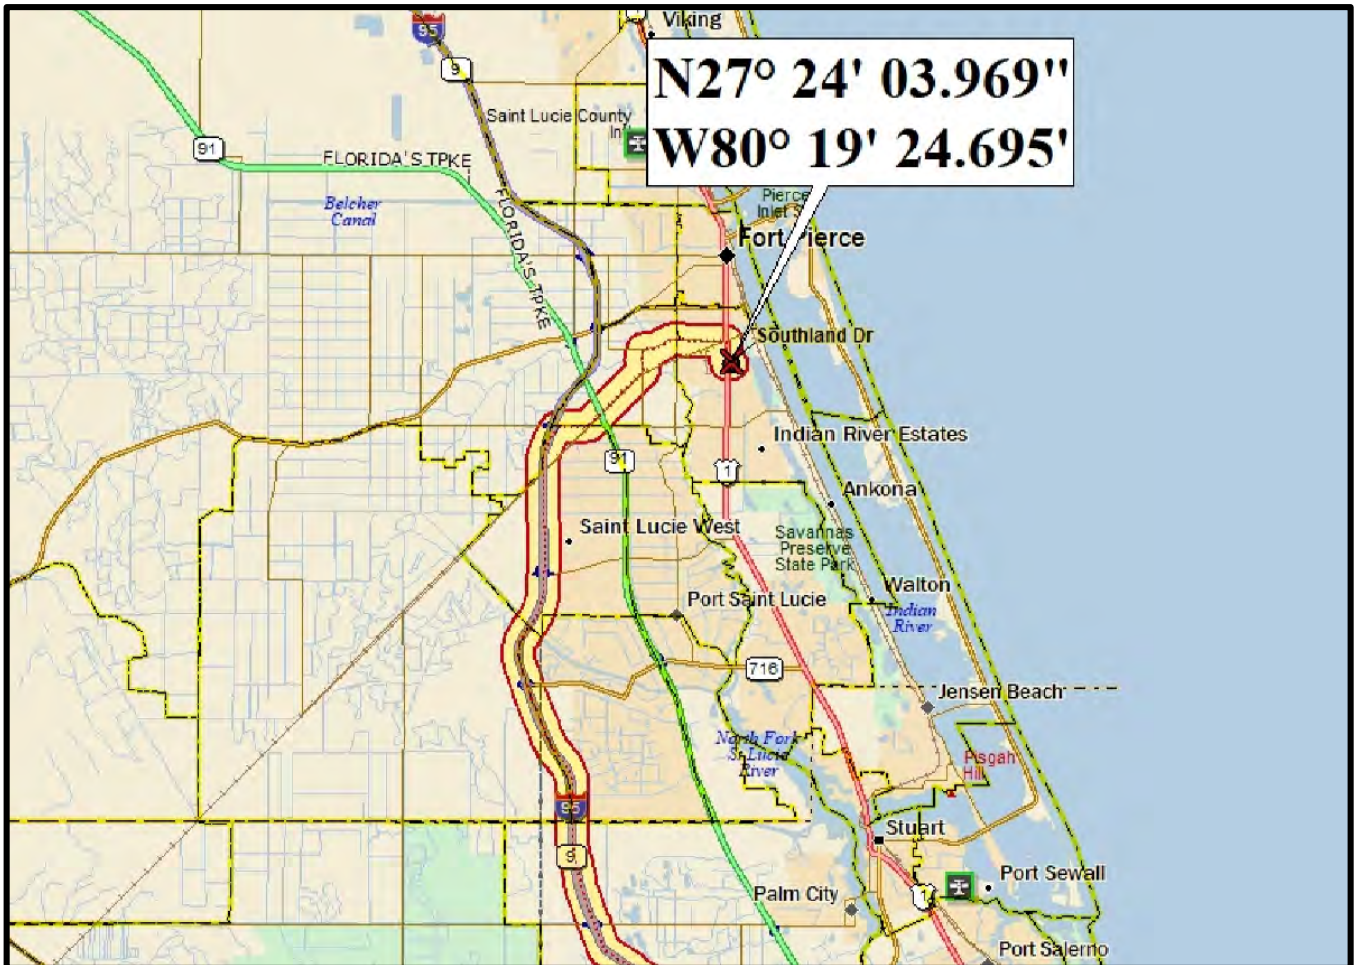 Viking
95
9
N27° 24' 03.969"
W80° 19' 24.695'
Saint Lucie County
Int
91
FLORIDA'S TPKE
FLORIDA'S TPKE
Belcher
Canal
Pierce
Inlet S
Fort Pierce
Southland Dr
Indian River Estates
91
1
Ankona
Saint Lucie West
Savannas
Preserve
State Park
Walton
Port Saint Lucie
Indian
River
716
Jensen Beach
North Fork
St Lucie
River
Pisgah
Hill
95
Stuart
9
Port Sewall
Palm City
1
Port Salerno